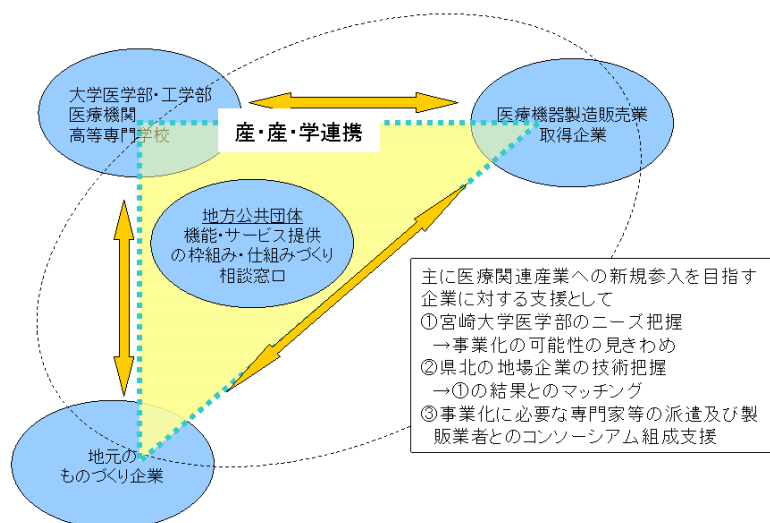 大学医学部・工学部
医療機関
高等専門学校
産・産・学連携
医療機器製造販売業
取得企業
地方公共団体
機能・サービス提供
の枠組み・仕組みづくり
相談窓口
主に医療関連産業への新規参入を目指す
企業に対する支援として
①宮崎大学医学部のニーズ把握
→事業化の可能性の見きわめ
②県北の地場企業の技術把握
→①の結果とのマッチング
③事業化に必要な専門家等の派遣及び製
販業者とのコンソーシアム組成支援
地元の
ものづくり企業